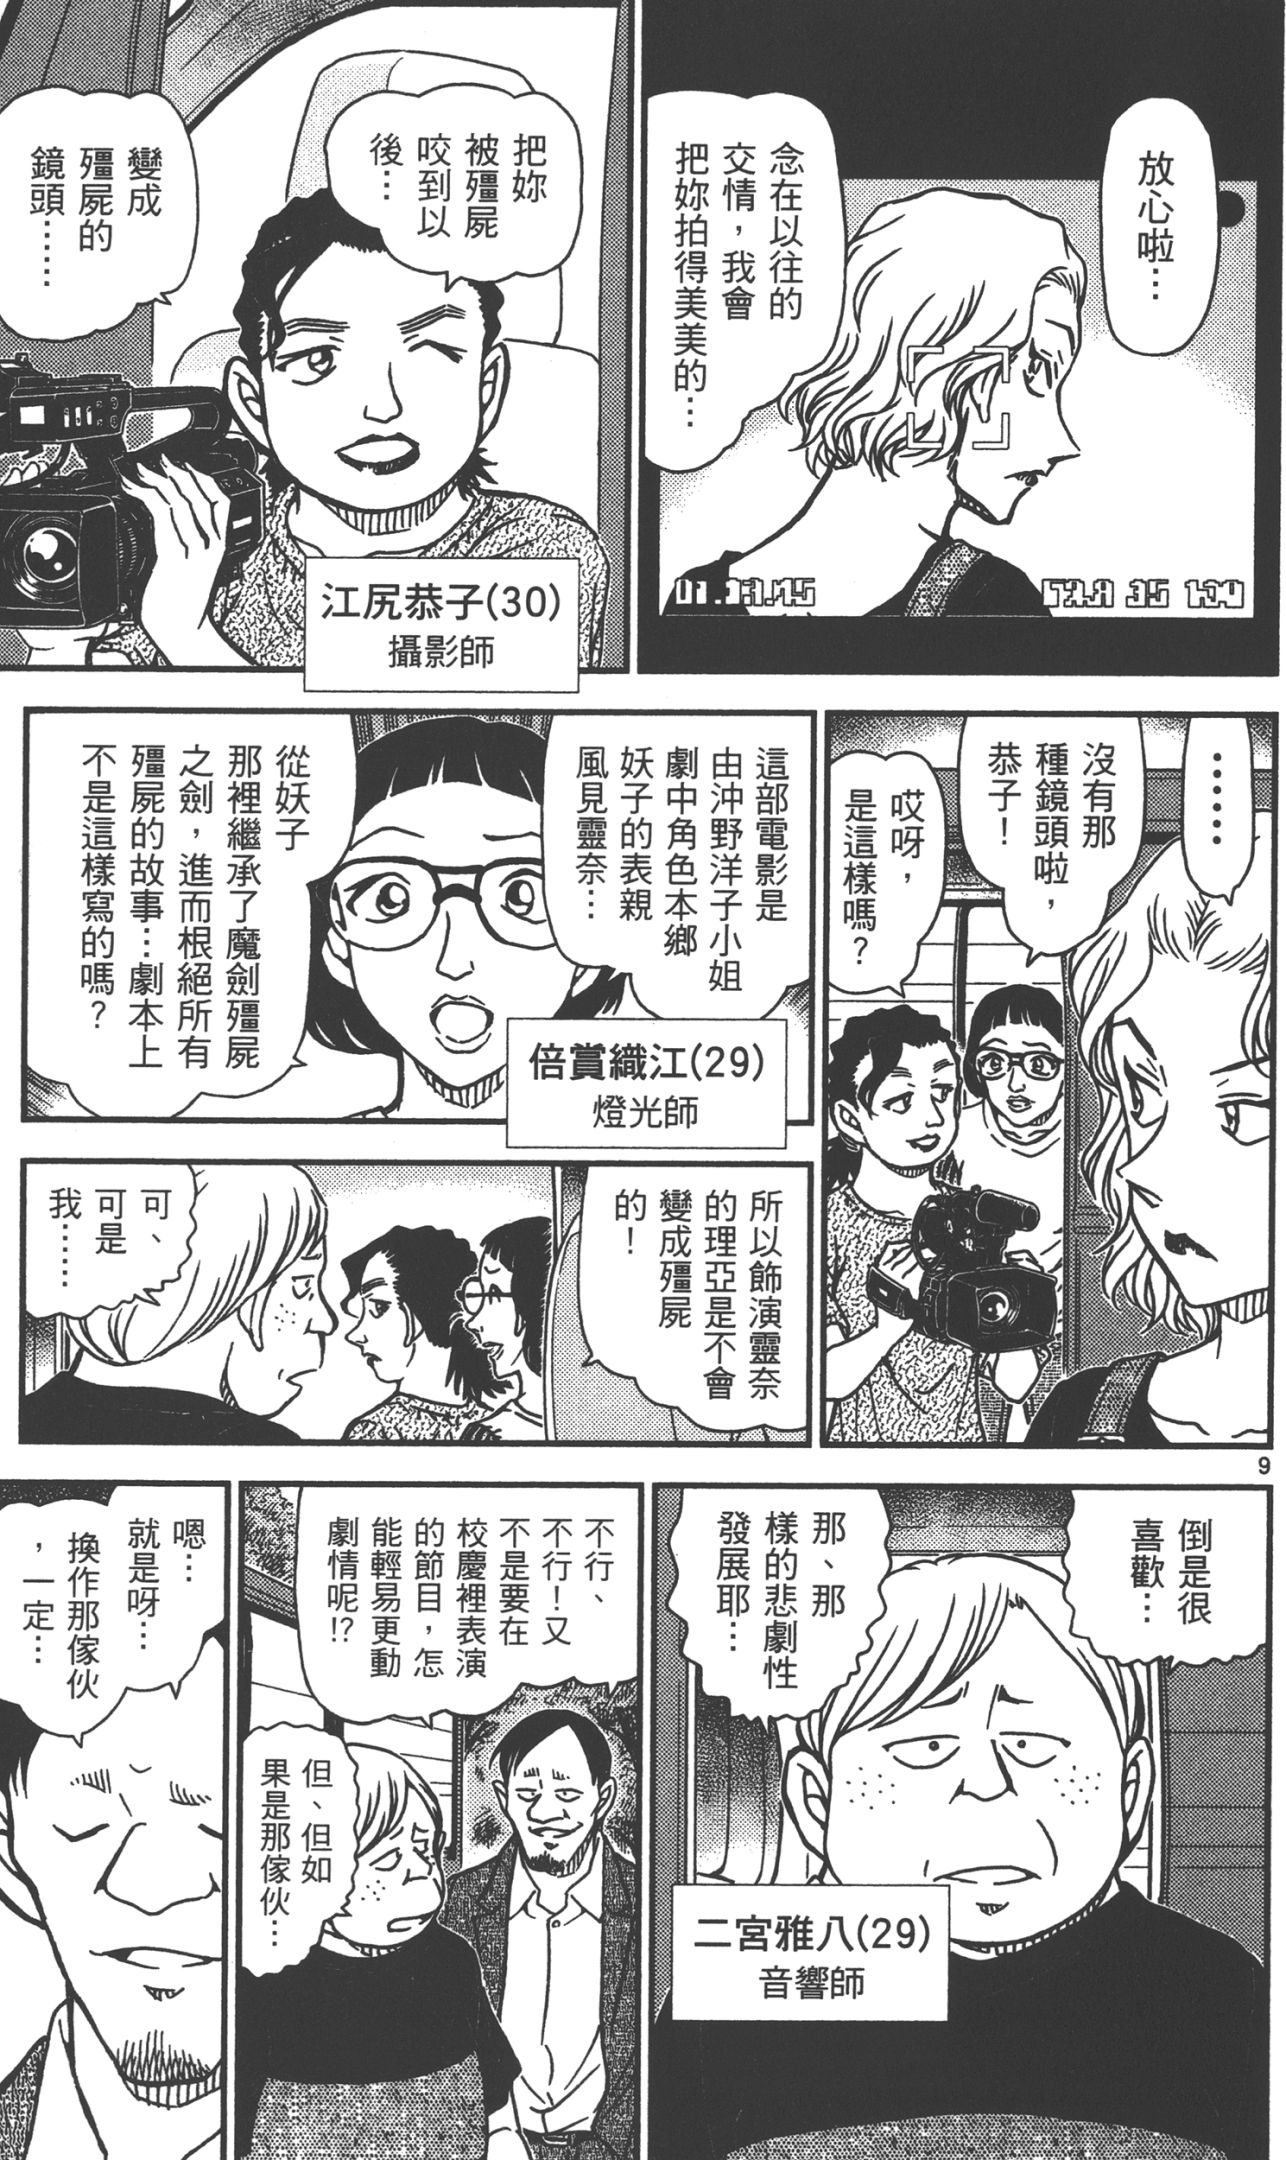 放心啦…
念在以往的
交情，我會
把妳拍得美美的…
把妳
被殭屍
咬到以
後…
變成
殭屍的
鏡頭……
江尻恭子(30)
攝影師
……
沒有那
種鏡頭啦，
恭子！
哎呀，
是這樣嗎？
這部電影是
由沖野洋子小姐
劇中角色本鄉
妖子的表親
風見靈奈…
從妖子
那裡繼承了魔劍殭屍
之劍，進而根絕所有
殭屍的故事…劇本上
不是這樣寫的嗎？
倍賞織江(29)
燈光師
所以飾演靈奈
的理亞是不會
變成殭屍
的！
可、
可是
我……
9
倒是很
喜歡…
那、那
樣的悲劇性
發展耶…
二宮雅八(29)
音響師
不行、
不行！又
不是要在
校慶裡表演
的節目，怎
能輕易更動
劇情呢!?
但、但如
果是那傢伙…
嗯…
就是呀…
換作那傢伙
，一定…